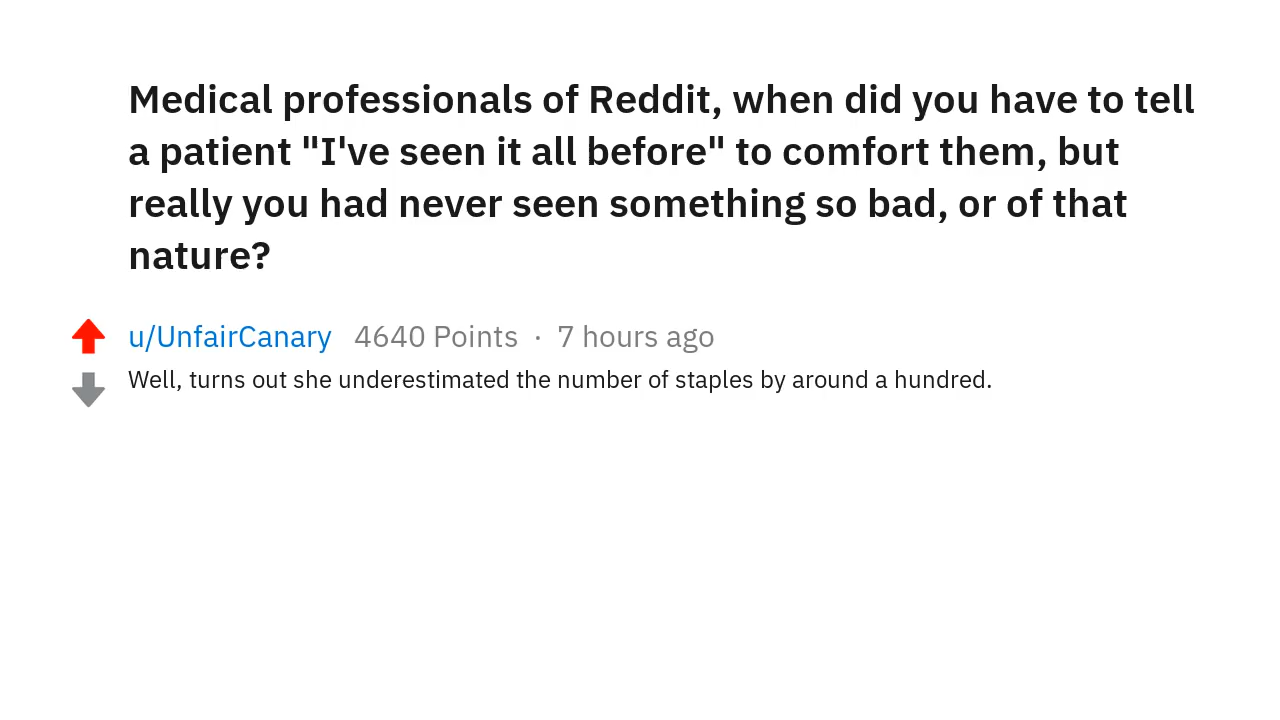 Medical professionals of Reddit, when did you have to tell
a patient "I've seen it all before" to comfort them, but
really you had never seen something so bad, or of that
nature?
u/UnfairCanary 4640 Points · 7 hours ago
Well, turns out she underestimated the number of staples by around a hundred.